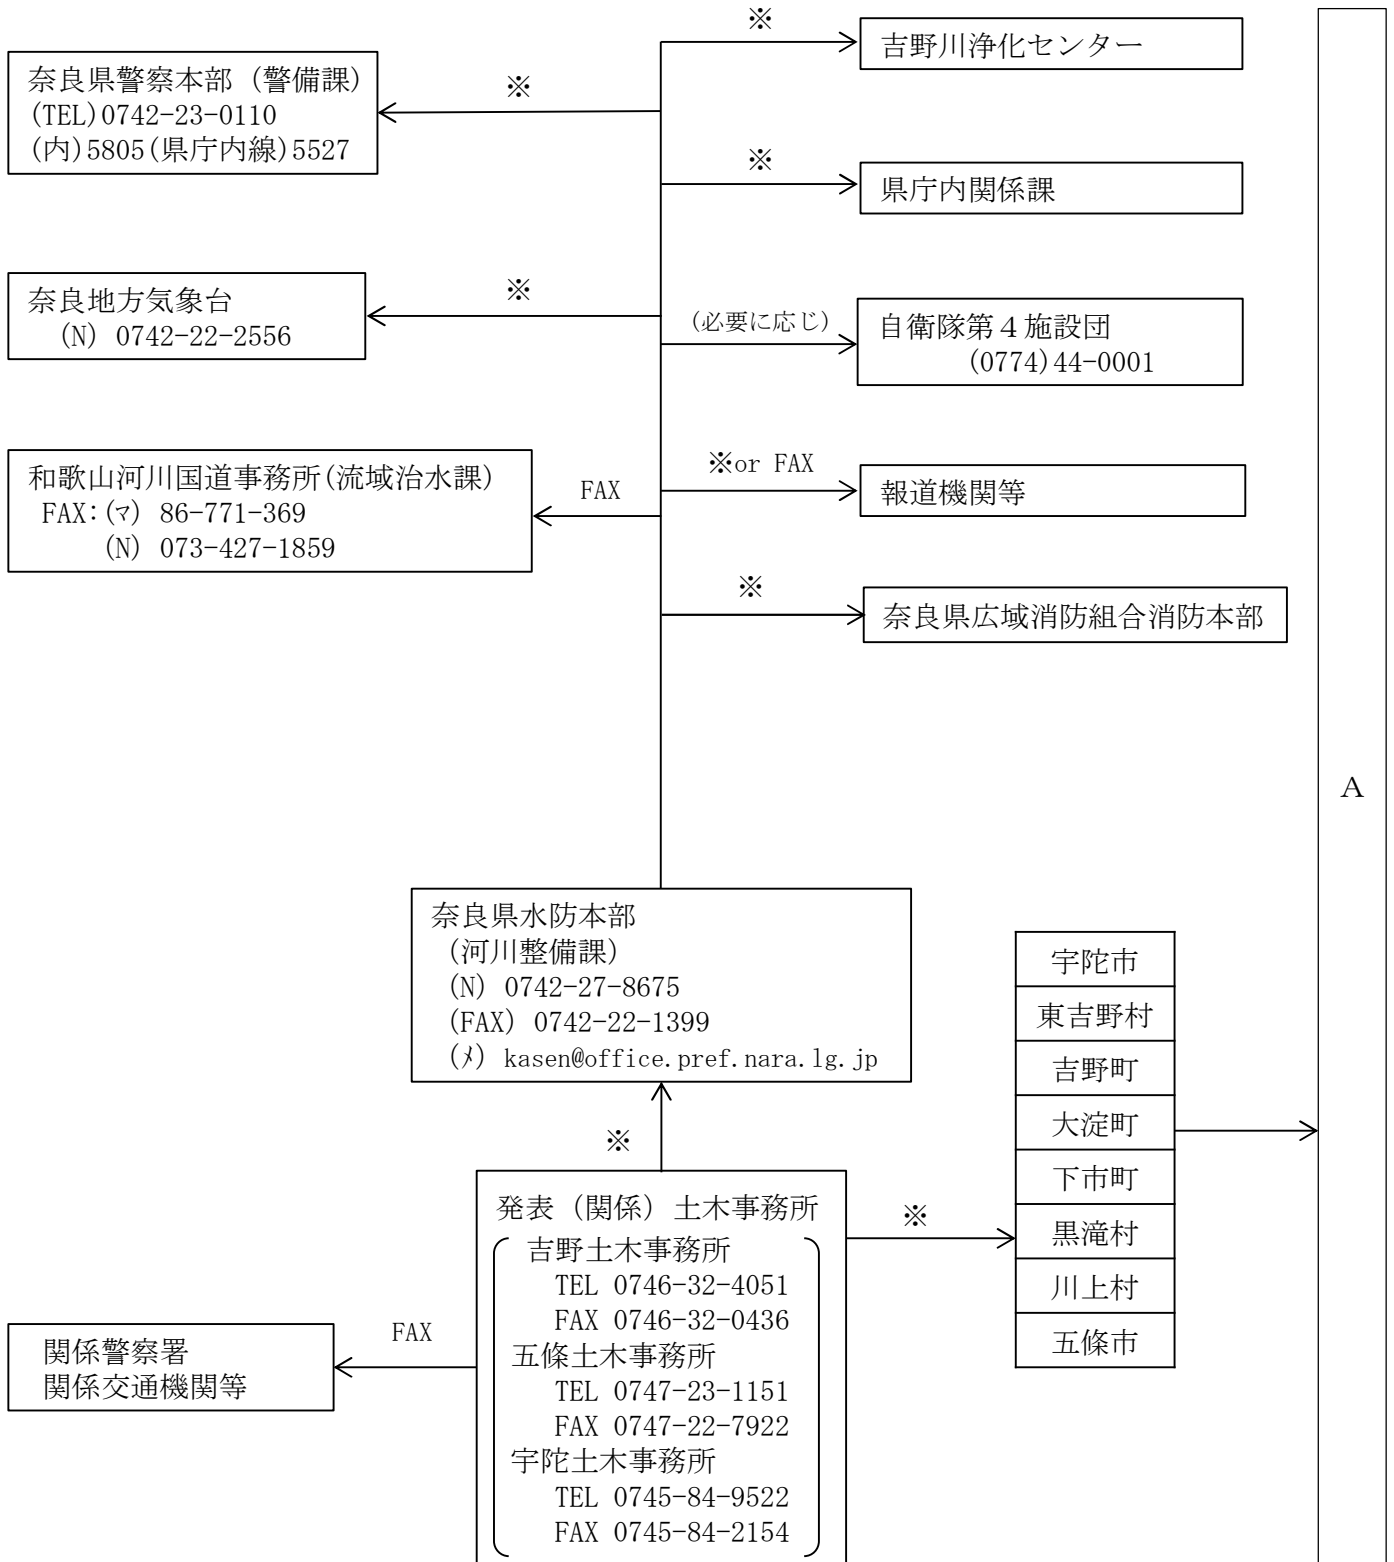 ※
吉野川浄化センター
奈良県警察本部 (警備課)
(TEL)0742-23-0110
(内)5805(県庁内線)5527
※
※
県庁内関係課
奈良地方気象台
(N) 0742-22-2556
※
(必要に応じ)
自衛隊第4施設団
(0774)44-0001
和歌山河川国道事務所(流域治水課)
FAX:(マ) 86-771-369
(N) 073-427-1859
FAX
※or FAX
報道機関等
※
奈良県広域消防組合消防本部
A
奈良県水防本部
(河川整備課)
(N) 0742-27-8675
(FAX) 0742-22-1399
(メ) kasen@office.pref.nara.lg.jp
※
宇陀市
東吉野村
吉野町
大淀町
下市町
黒滝村
川上村
五條市
※
発表 (関係) 土木事務所
吉野土木事務所
TEL 0746-32-4051
FAX 0746-32-0436
五條土木事務所
TEL 0747-23-1151
FAX 0747-22-7922
宇陀土木事務所
TEL 0745-84-9522
FAX 0745-84-2154
FAX
関係警察署
関係交通機関等